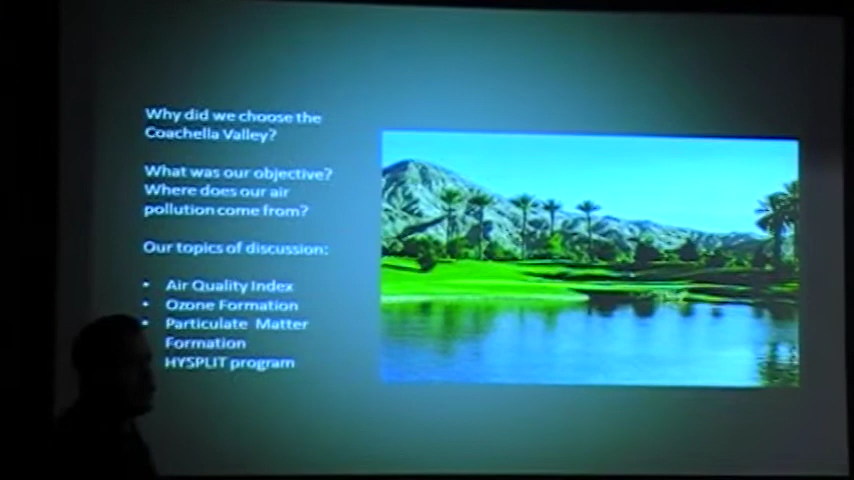 Why did we choose the
Coachella Valley?
What was our objective?
Where does our air
pollution come from?
Our topics of discussion:
• Air Quality Index
• Ozone Formation
• Particulate Matter
Formation
HYSPLIT program